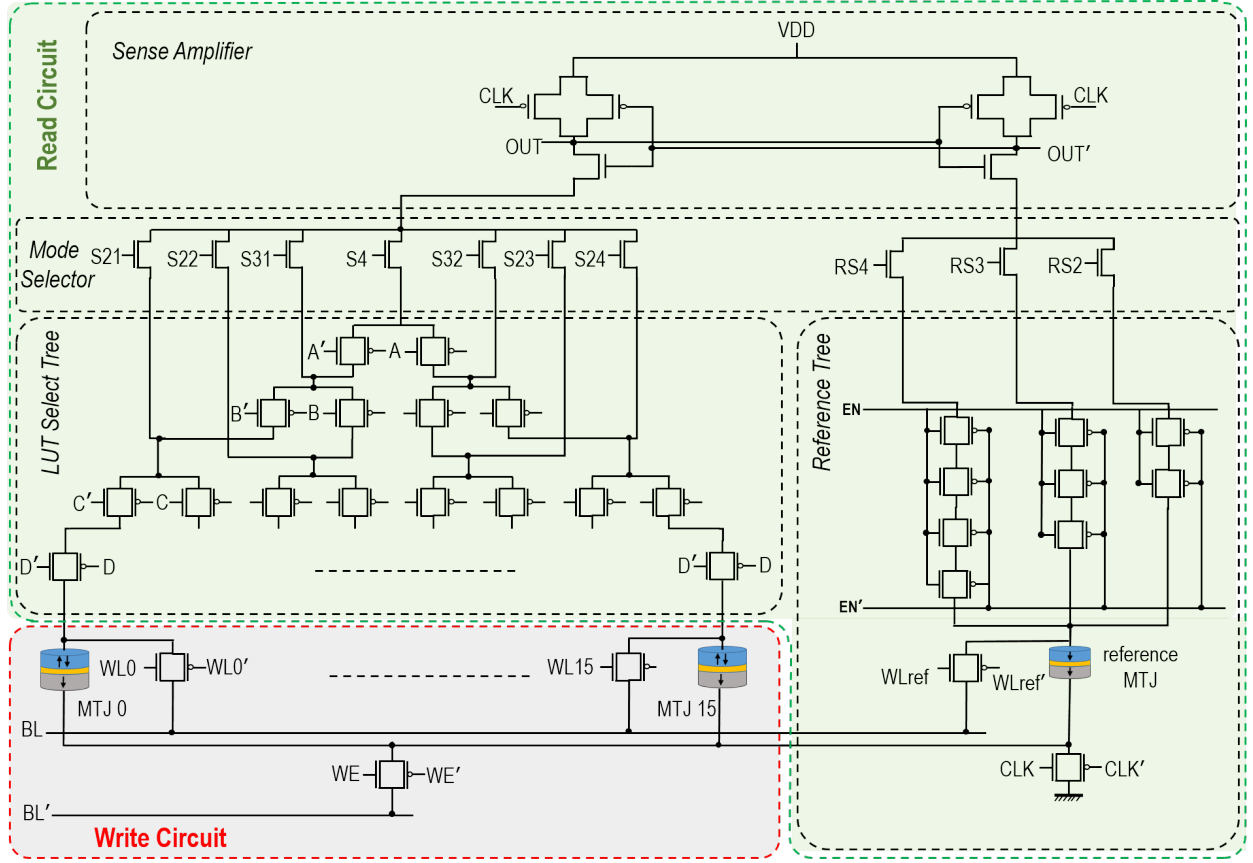 VDD
Sense Amplifier
Read Circuit
CLK
CLK
OUT
OUT′
Mode
Selector
S21
S22
S31
S4
S32
S23
S24
RS4
RS3
RS2
LUT Select Tree
A′
A
B′
B
C′
C
D′
D
D′
D
Reference Tree
EN
EN′
WL0
WL0′
MTJ 0
WL15
MTJ 15
WLref
WLref′
reference
MTJ
BL
WE
WE′
CLK
CLK′
BL′
Write Circuit